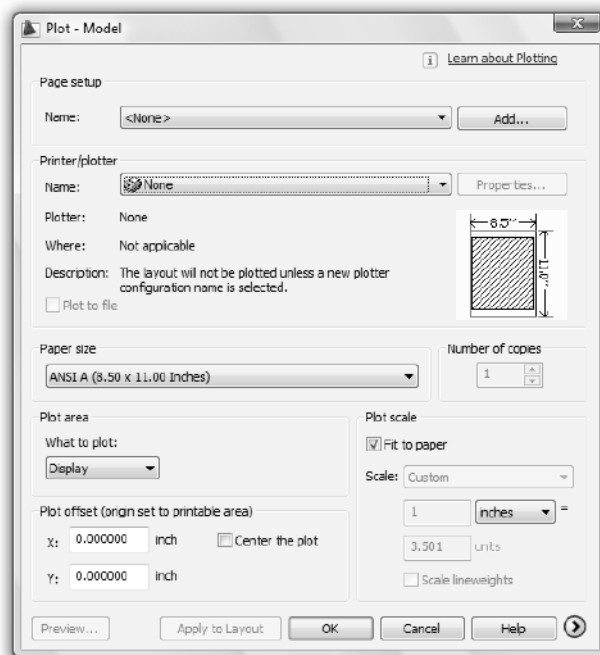 Plot - Model
Learn about Plotting
Page setup
Name: <None> Add...
Printer/plotter
Name: None Properties...
Plotter: None
Where: Not applicable
Description: The layout will not be plotted unless a new plotter
configuration name is selected.
Plot to file
8.5''
11.0''
Paper size
ANSI A (8.50 x 11.00 Inches)
Number of copies
1
Plot area
What to plot:
Display
Plot offset (origin set to printable area)
X: 0.000000 inch Center the plot
Y: 0.000000 inch
Plot scale
Fit to paper
Scale: Custom
1 inches =
3.501 units
Scale lineweights
Preview... Apply to Layout OK Cancel Help